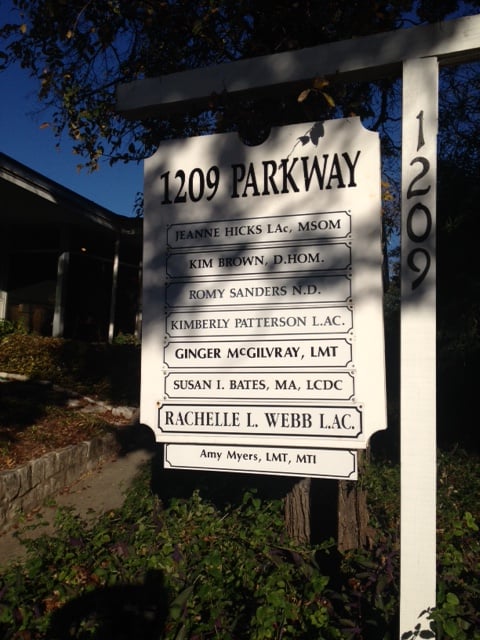 1209 PARKWAY
JEANNE HICKS LAc, MSOM
KIM BROWN, D.HOM.
ROMY SANDERS N.D.
KIMBERLY PATTERSON L.AC.
GINGER McGILVRAY, LMT
SUSAN I. BATES, MA, LCDC
RACHELLE L. WEBB L.AC.
Amy Myers, LMT, MTI
1209